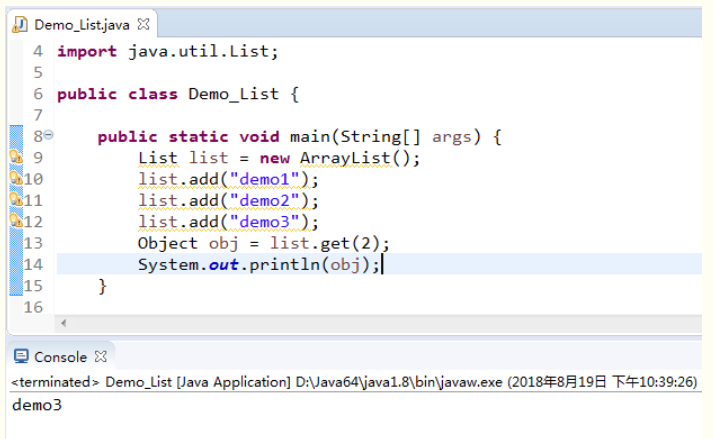 Demo_List.java
4 import java.util.List;
5
6 public class Demo_List {
7
8 public static void main(String[] args) {
9 List list = new ArrayList();
10 list.add("demo1");
11 list.add("demo2");
12 list.add("demo3");
13 Object obj = list.get(2);
14 System.out.println(obj);
15 }
16
Console
<terminated> Demo_List [Java Application] D:\Java64\java1.8\bin\javaw.exe (2018年8月19日 下午10:39:26)
demo3